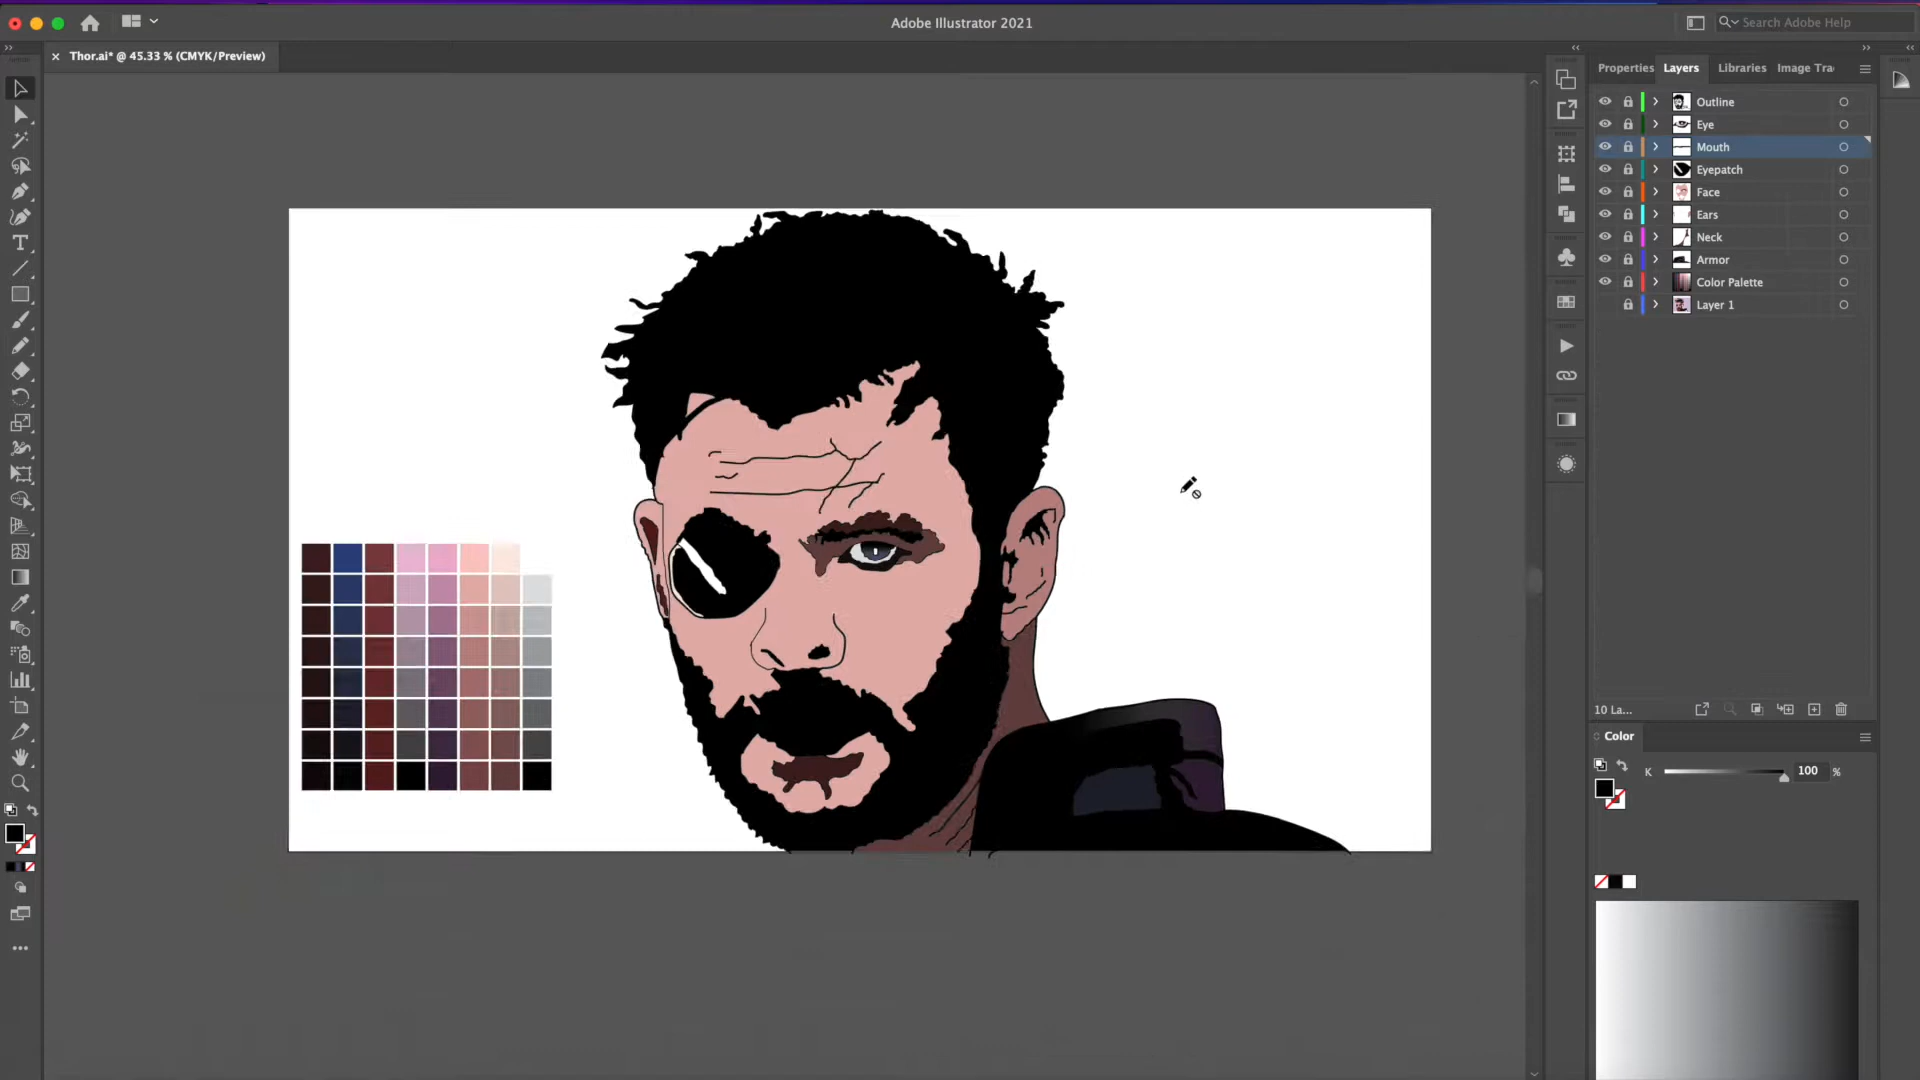 Adobe Illustrator 2021
Search Adobe Help
× Thor.ai* @ 45.33 % (CMYK/Preview)
Properties Layers Libraries Image Tra
Outline
Eye
Mouth
Eyepatch
Face
Ears
Neck
Armor
Color Palette
Layer 1
10 La...
Color
K 100 %